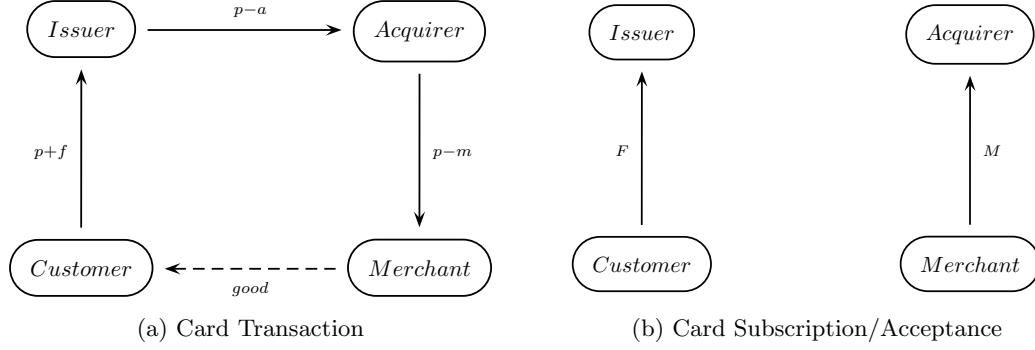 p−a
Issuer
Acquirer
p+f
p−m
Customer
Merchant
good
(a) Card Transaction
Issuer
Acquirer
F
M
Customer
Merchant
(b) Card Subscription/Acceptance